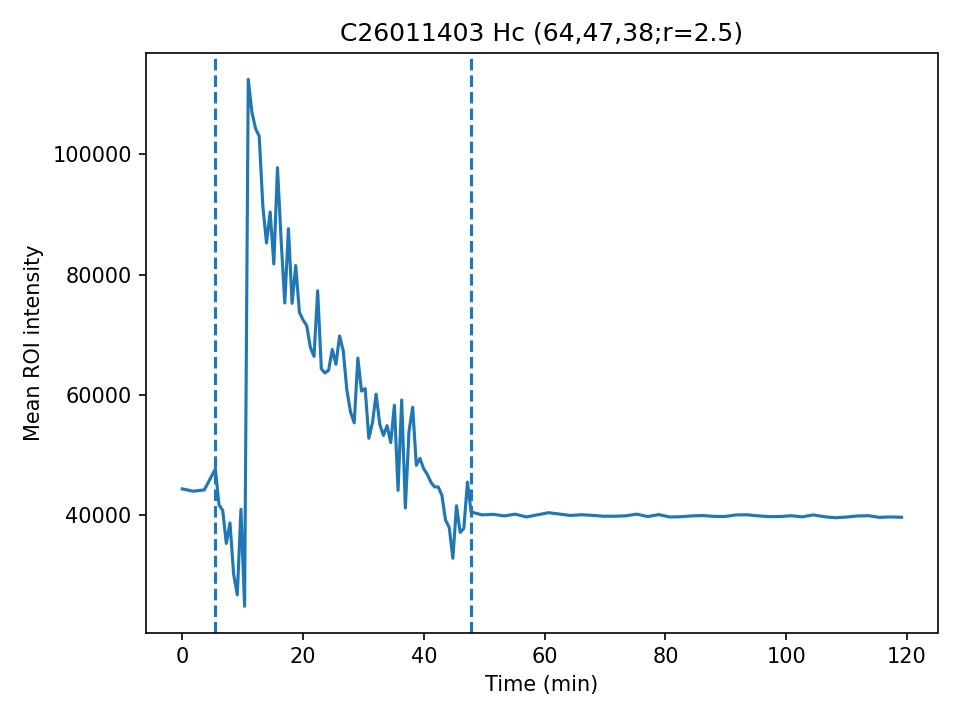 C26011403 Hc (64,47,38;r=2.5)
Mean ROI intensity
100000
80000
60000
40000
0 20 40 60 80 100 120
Time (min)